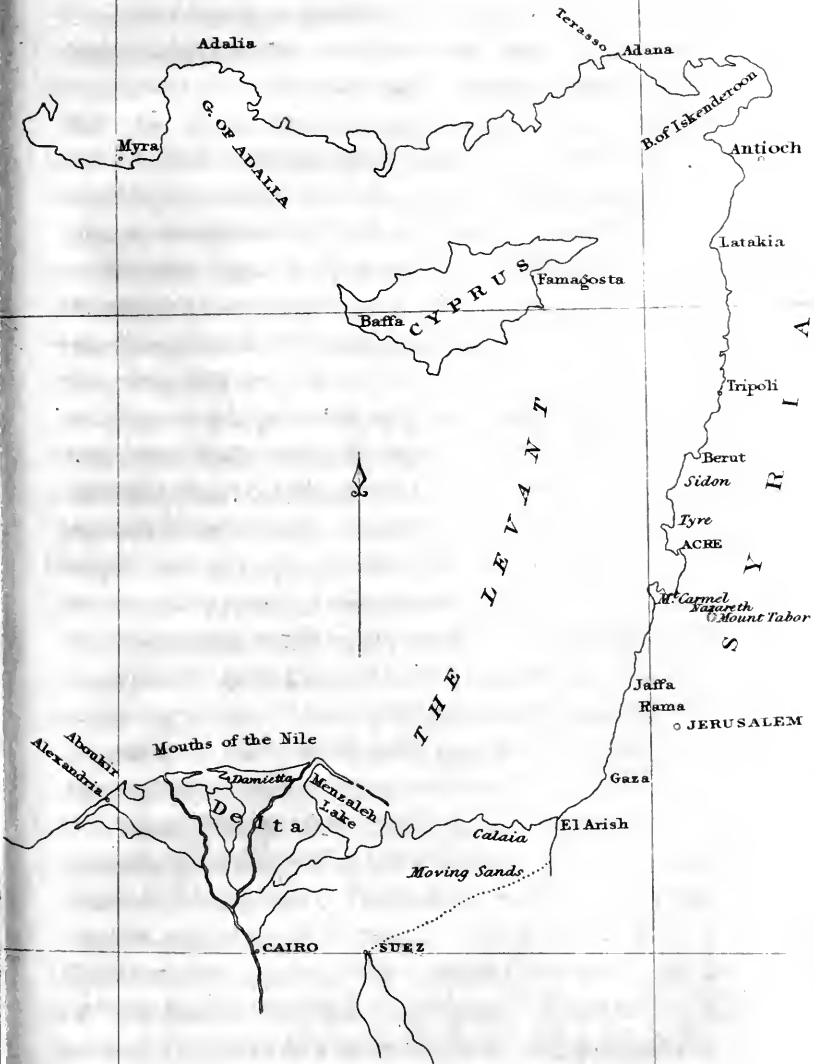 Terasso
Adalia
Adana
G. OF ADALIA
B. of Iskenderoon
Myra
Antioch
Latakia
CYPRUS
Famagosta
Baffa
SYRIA
Tripoli
THE LEVANT
Berut
Sidon
Tyre
ACRE
Mt. Carmel
Nazareth
Mount Tabor
Jaffa
Rama
JERUSALEM
Mouths of the Nile
Aboukir
Alexandria
Damietta
Menzaleh
Lake
Delta
Gaza
El Arish
Calaia
Moving Sands
CAIRO
SUEZ